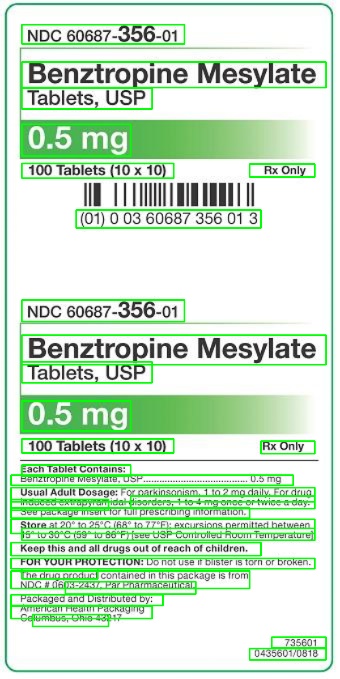 NDC 60687-356-01
Benztropine Mesylate
Tablets, USP
0.5 mg
100 Tablets (10 x 10) Rx Only
(01) 0 03 60687 356 01 3
NDC 60687-356-01
Benztropine Mesylate
Tablets, USP
0.5 mg
100 Tablets (10 x 10) Rx Only
Each Tablet Contains:
Benztropine Mesylate, USP...................................... 0.5 mg
Usual Adult Dosage: For parkinsonism, 1 to 2 mg daily. For drug
induced extrapyramidal disorders, 1 to 4 mg once or twice a day.
See package insert for full prescribing information.
Store at 20° to 25°C (68° to 77°F); excursions permitted between
15° to 30°C (59° to 86°F) [see USP Controlled Room Temperature]
Keep this and all drugs out of reach of children.
FOR YOUR PROTECTION: Do not use if blister is torn or broken.
The drug product contained in this package is from
NDC # 0603-2437, Par Pharmaceutical.
Packaged and Distributed by:
American Health Packaging
Columbus, Ohio 43217
735601
0435601/0818